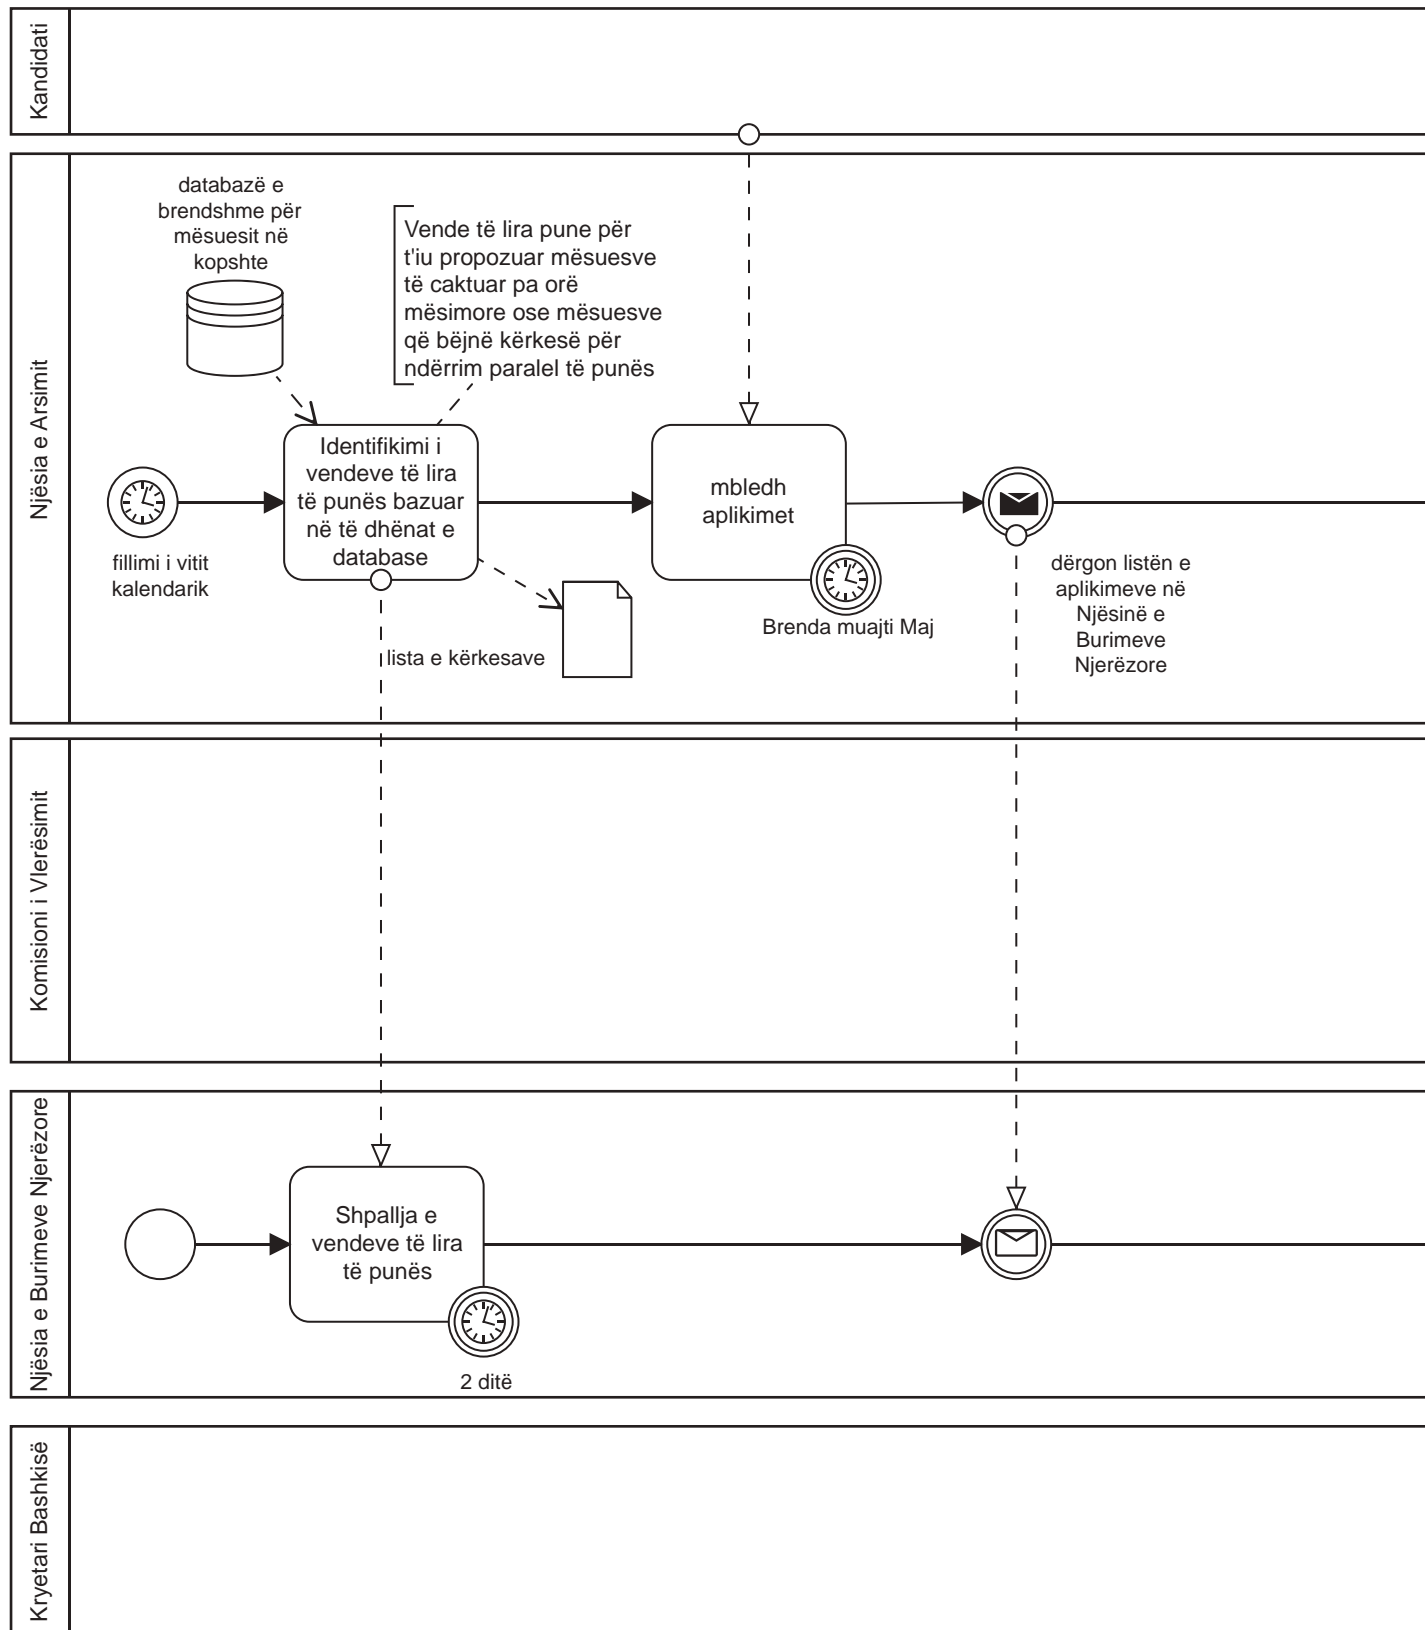 Kandidati
Njësia e Arsimit
databazë e
brendshme për
mësuesit në
kopshte
Vende të lira pune për
t'iu propozuar mësuesve
të caktuar pa orë
mësimore ose mësuesve
që bëjnë kërkesë për
ndërrim paralel të punës
fillimi i vitit
kalendarik
Identifikimi i
vendeve të lira
të punës bazuar
në të dhënat e
database
lista e kërkesave
mbledh
aplikimet
Brenda muajti Maj
dërgon listën e
aplikimeve në
Njësinë e
Burimeve
Njerëzore
Komisioni i Vlerësimit
Njësia e Burimeve Njerëzore
Shpallja e
vendeve të lira
të punës
2 ditë
Kryetari Bashkisë